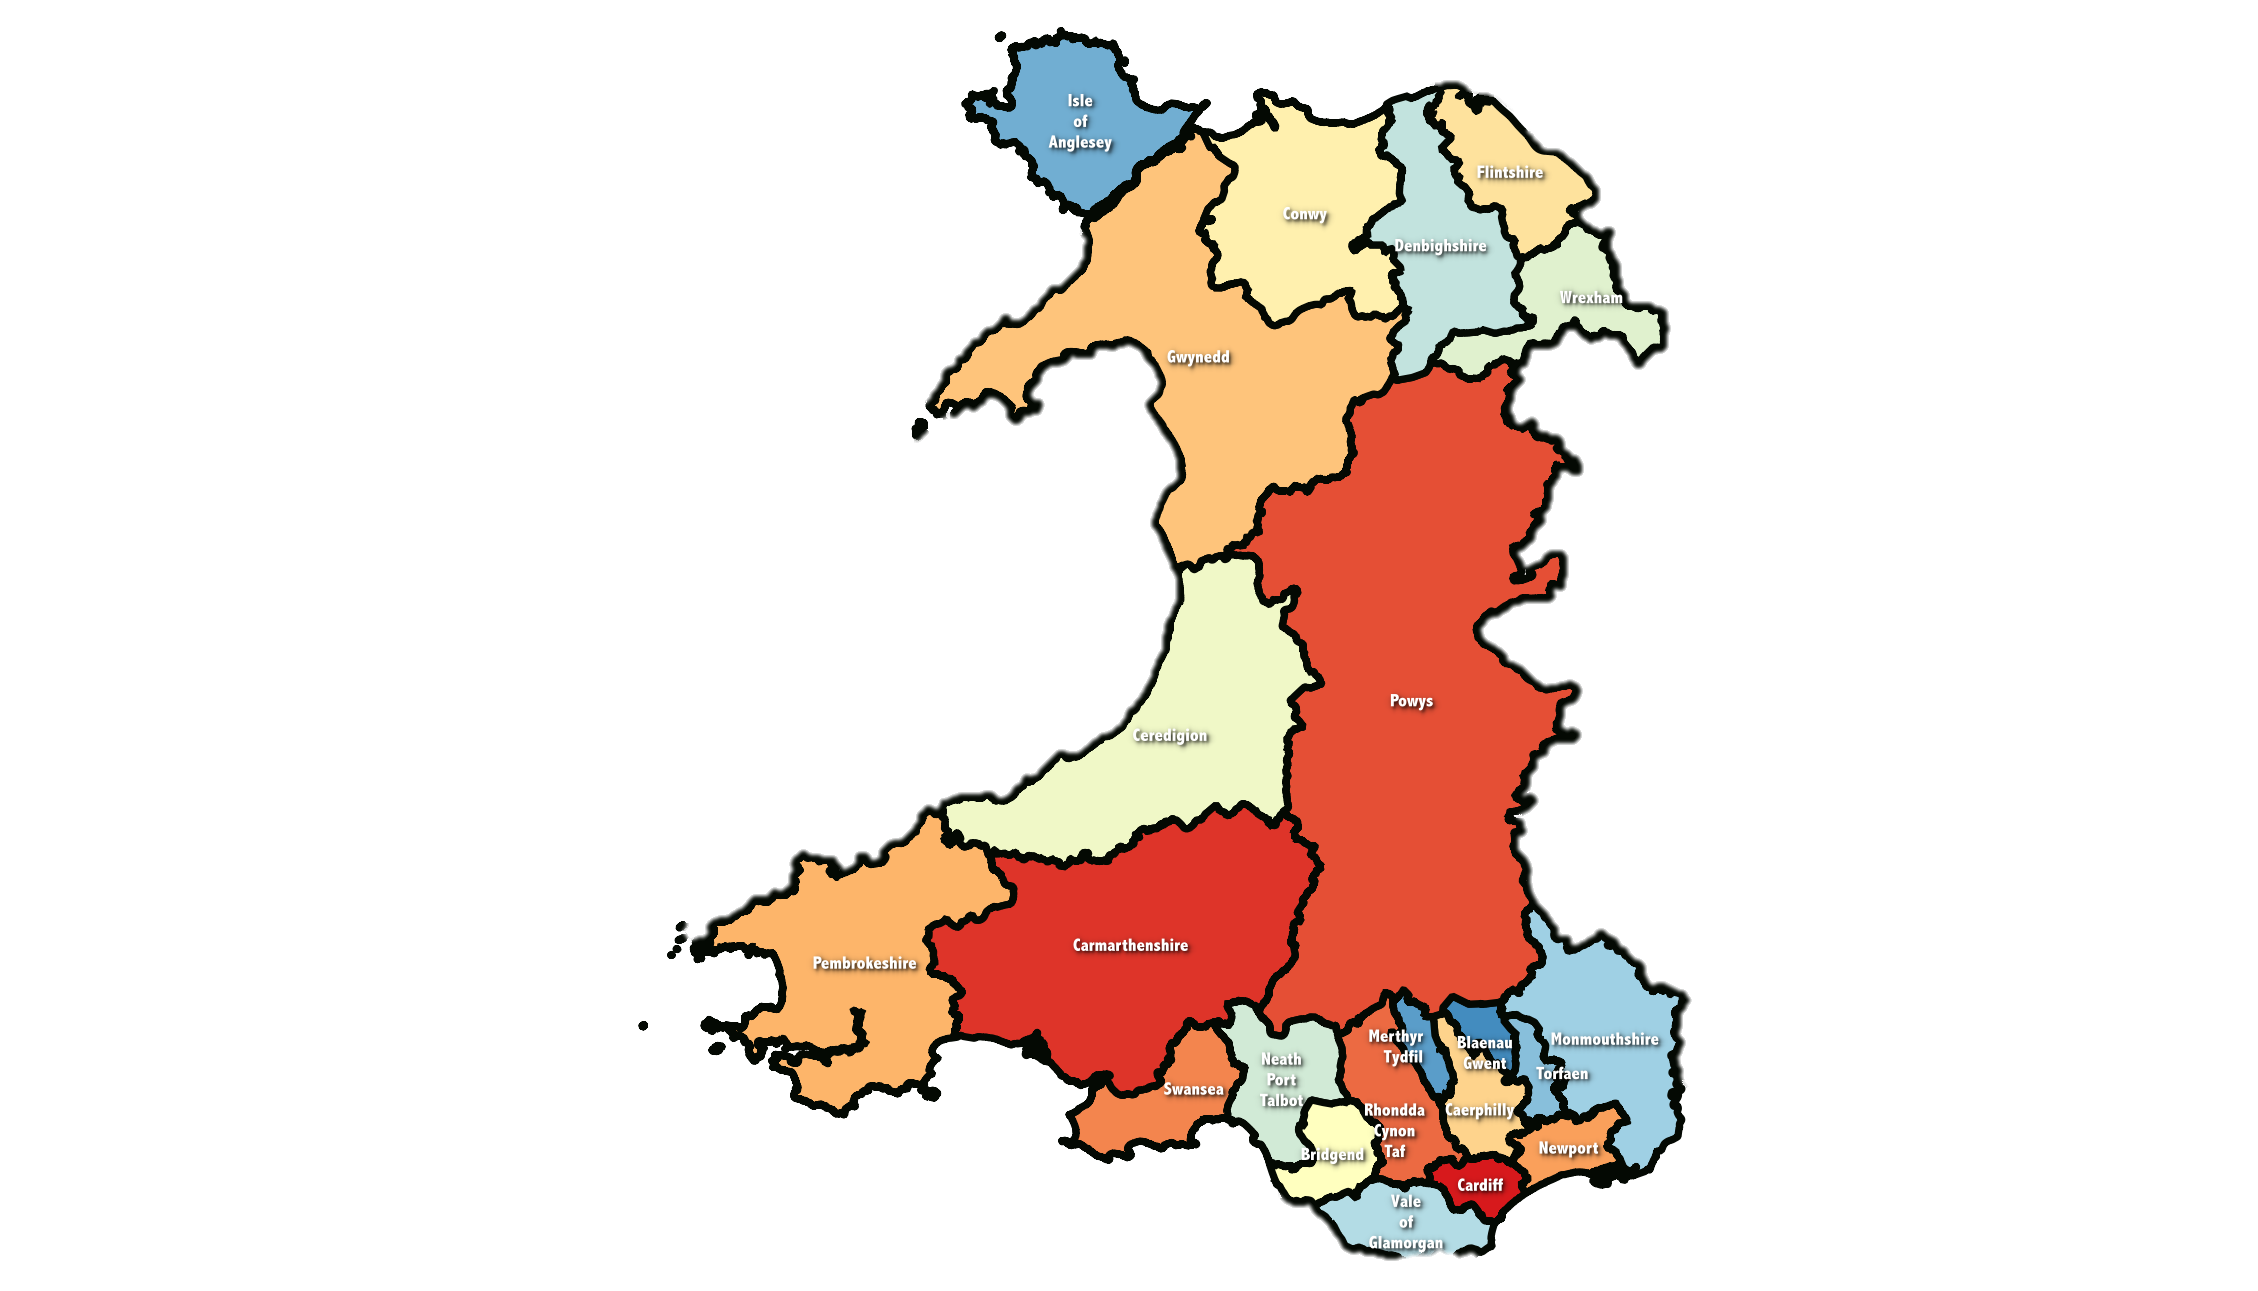 Isle
of
Anglesey
Flintshire
Conwy
Denbighshire
Wrexham
Gwynedd
Powys
Ceredigion
Carmarthenshire
Pembrokeshire
Merthyr
Tydfil
Blaenau
Gwent
Monmouthshire
Neath
Port
Talbot
Torfaen
Swansea
Rhondda
Cynon
Taf
Caerphilly
Newport
Bridgend
Cardiff
Vale
of
Glamorgan